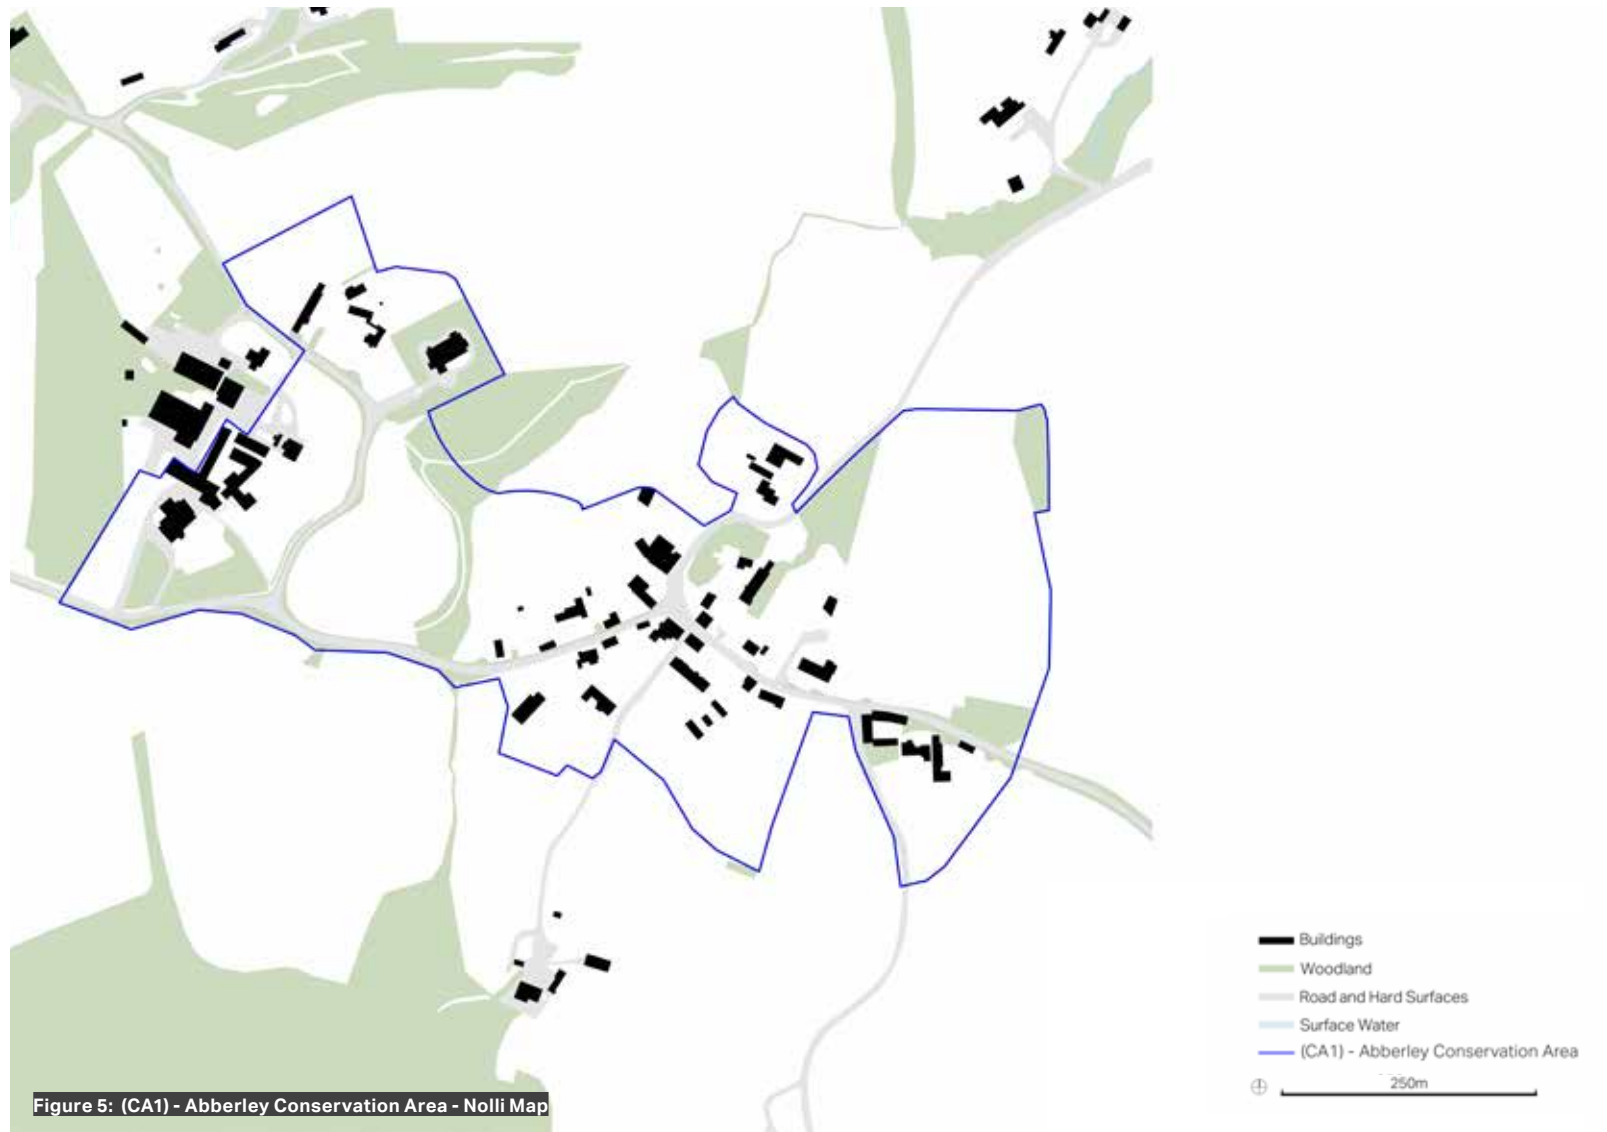 Buildings
Woodland
Road and Hard Surfaces
Surface Water
(CA1) - Abberley Conservation Area
250m
Figure 5: (CA1) - Abberley Conservation Area - Nolli Map